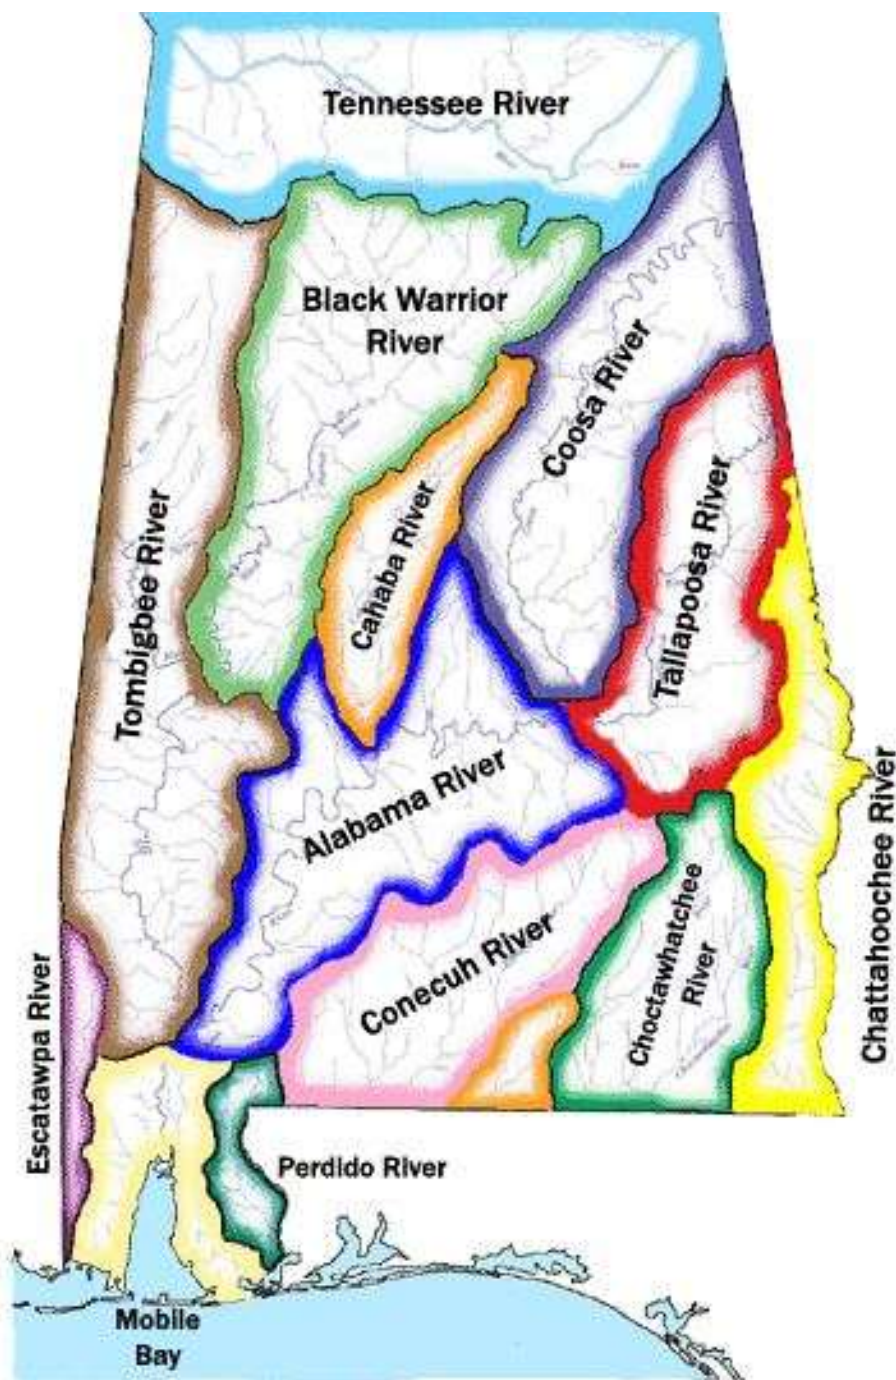 Tennessee River
Black Warrior
River
Coosa River
Cahaba River
Tallapoosa River
Tombigbee River
Alabama River
Chattahoochee River
Conecuh River
Choctawhatchee
River
Escatawpa River
Perdido River
Mobile
Bay